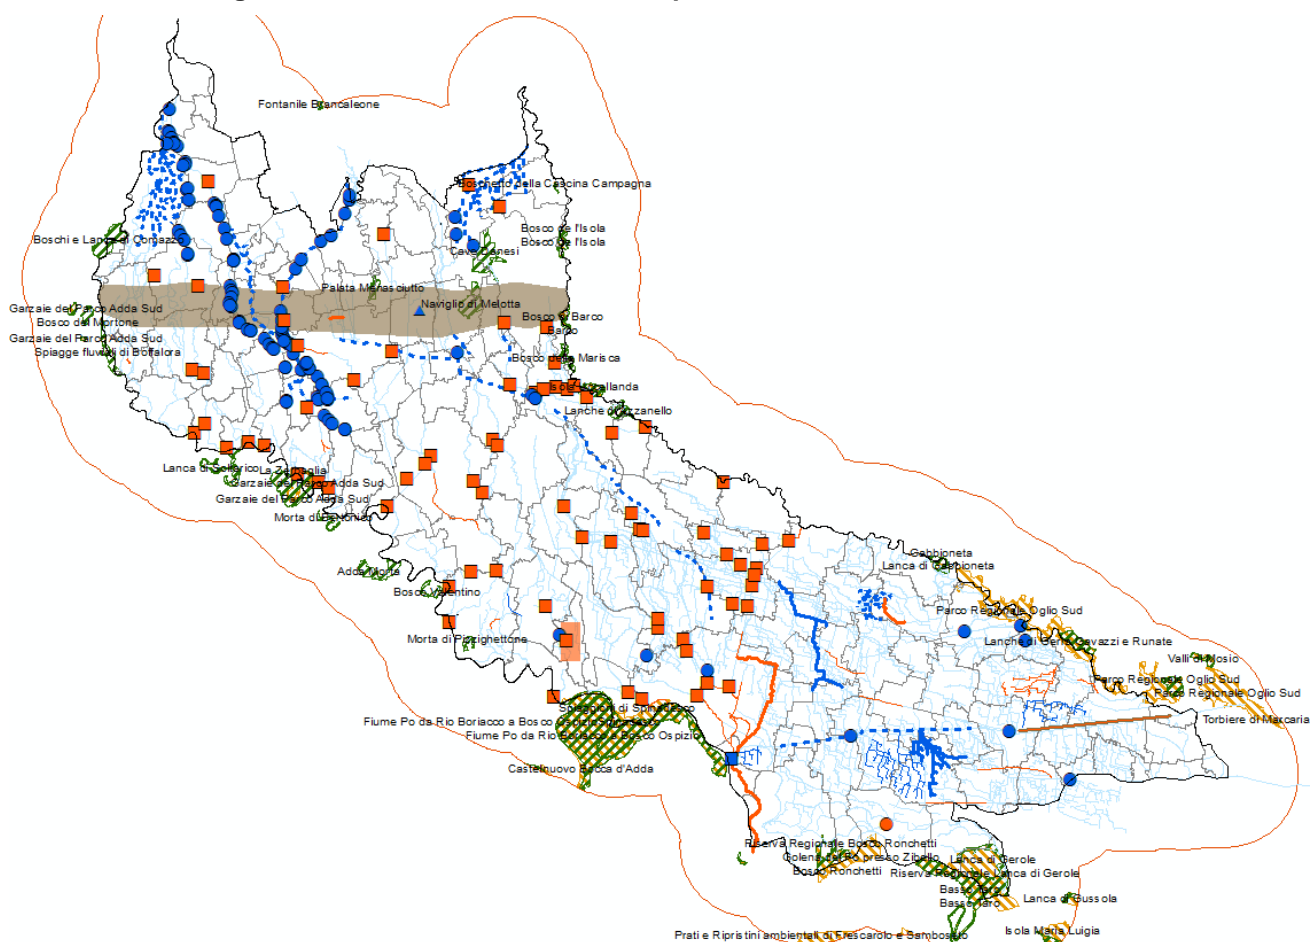 Fontanile Brancaleone
Boschetto della Cascina Campagna
Bosco de l'Isola
Boschi e Lanca di Comazzo
Bosco de l'Isola
Cave Danesi
Palata Menasciutto
Naviglio di Melotta
Garzaie del Parco Adda Sud
Bosco di Barco
Bosco del Mortone
Barco
Garzaie del Parco Adda Sud
Spiagge fluviali di Boffalora
Bosco della Marisca
Isola Uccellanda
Lanche di Azzanello
Lanca di Soltarico
La Zerbaglia
Garzaie del Parco Adda Sud
Garzaie del Parco Adda Sud
Morta di Bertonico
Gabbioneta
Lanca di Gabbioneta
Adda Morta
Bosco Valentino
Parco Regionale Oglio Sud
Morta di Pizzighettone
Lanche di Gerra Gavazzi e Runate
Valli di Mosio
Parco Regionale Oglio Sud
Parco Regionale Oglio Sud
Spiaggioni di Spinadesco
Torbiere di Marcaria
Fiume Po da Rio Boriacco a Bosco Ospizio
Spinadesco
Fiume Po da Rio Boriacco a Bosco Ospizio
Castelnuovo Bocca d'Adda
Riserva Regionale Bosco Ronchetti
Golena del Po presso Zibello
Lanca di Gerole
Bosco Ronchetti
Riserva Regionale Lanca di Gerole
Basso Taro
Basso Taro
Lanca di Gussola
Isola Maria Luigia
Prati e Ripristini ambientali di Frescarolo e Samboseto